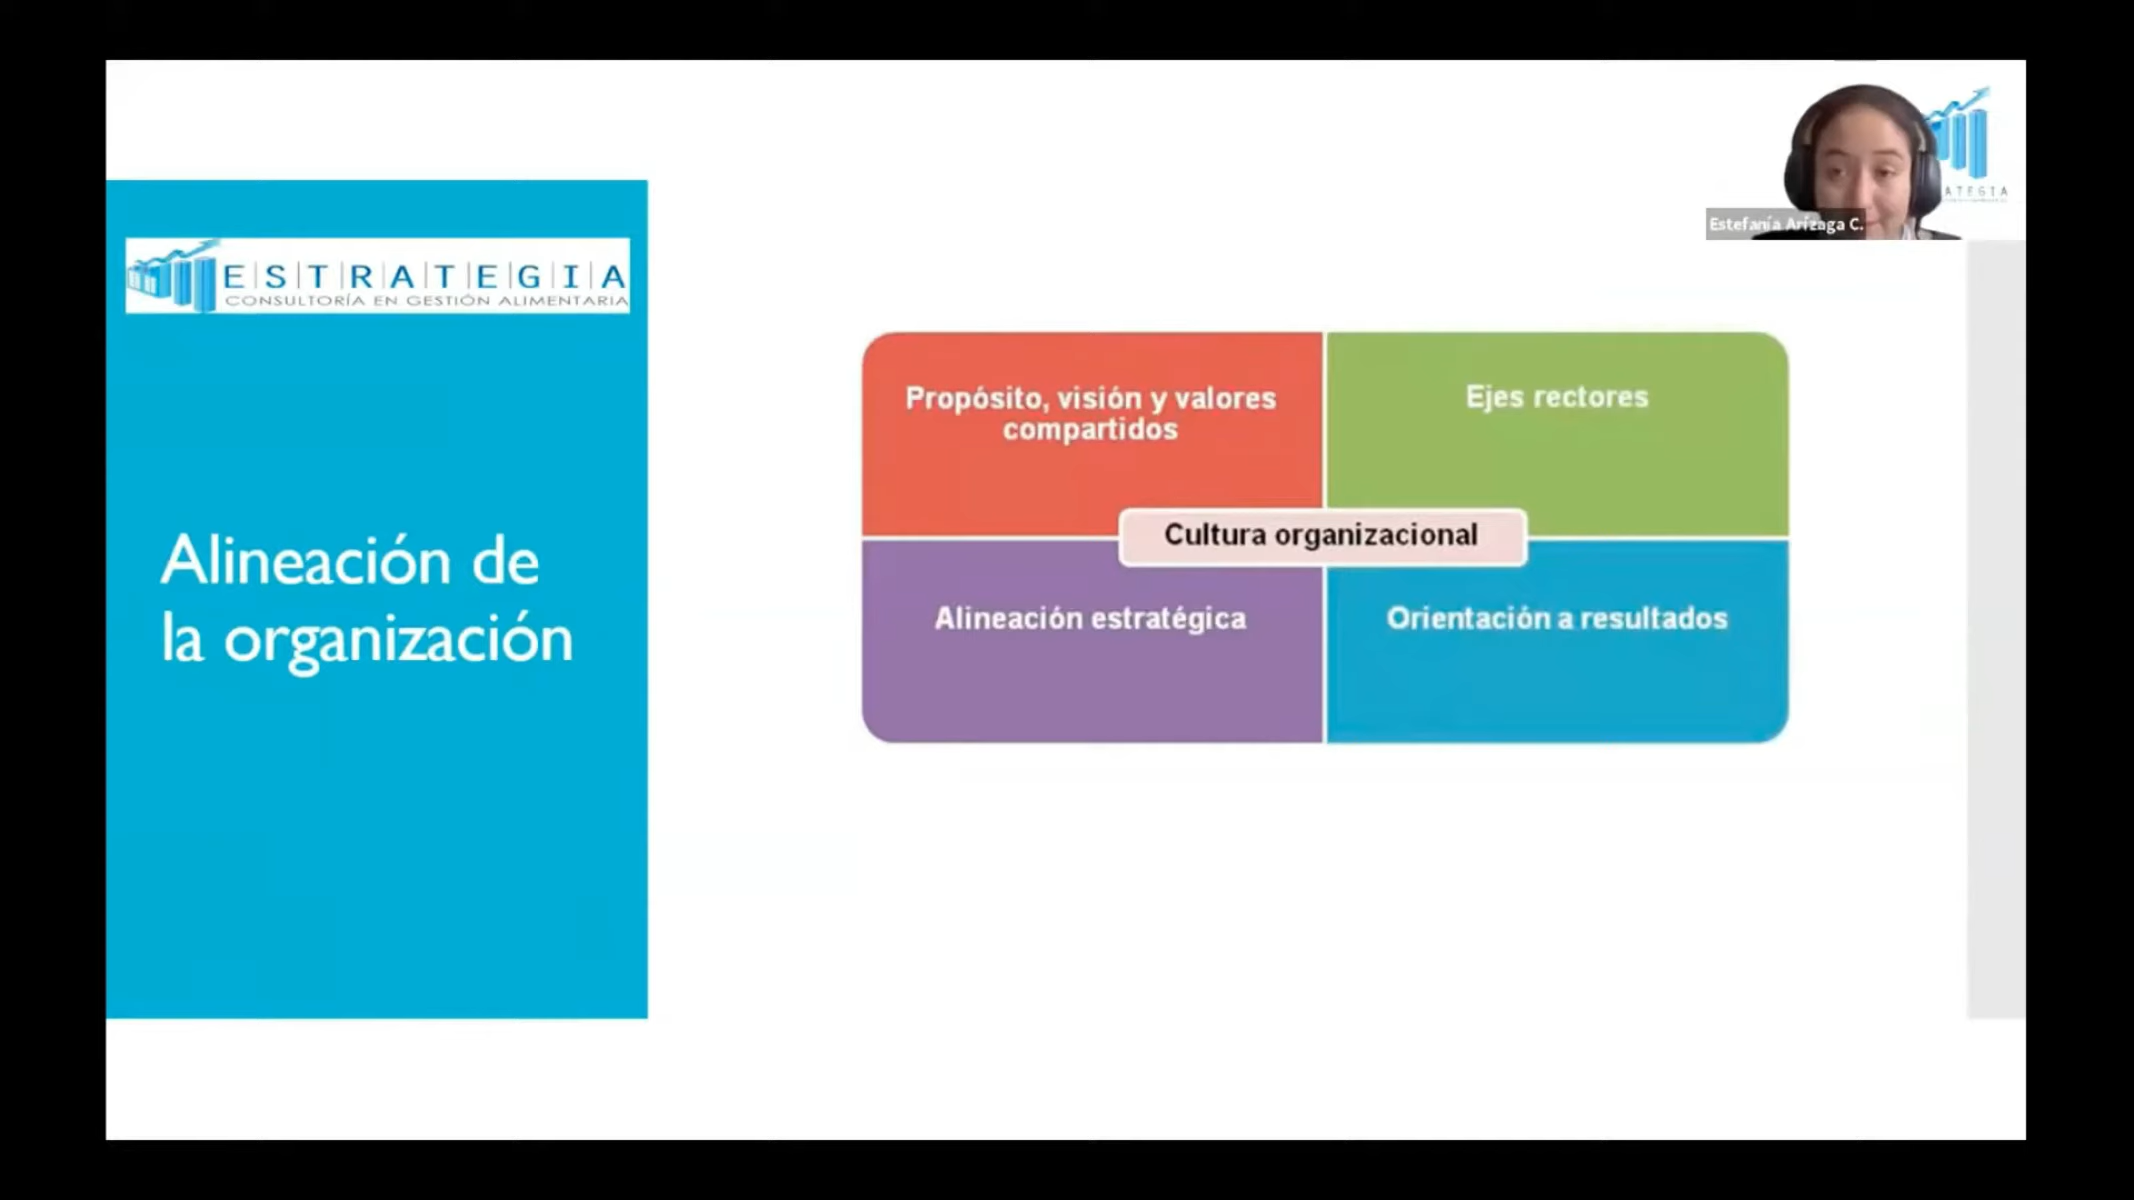 E|S|T|R|A|T|E|G|I|A
CONSULTORÍA EN GESTIÓN ALIMENTARIA
Alineación de
la organización
Estefanía Arízaga C.
ATEGIA
Propósito, visión y valores
compartidos
Ejes rectores
Cultura organizacional
Alineación estratégica
Orientación a resultados